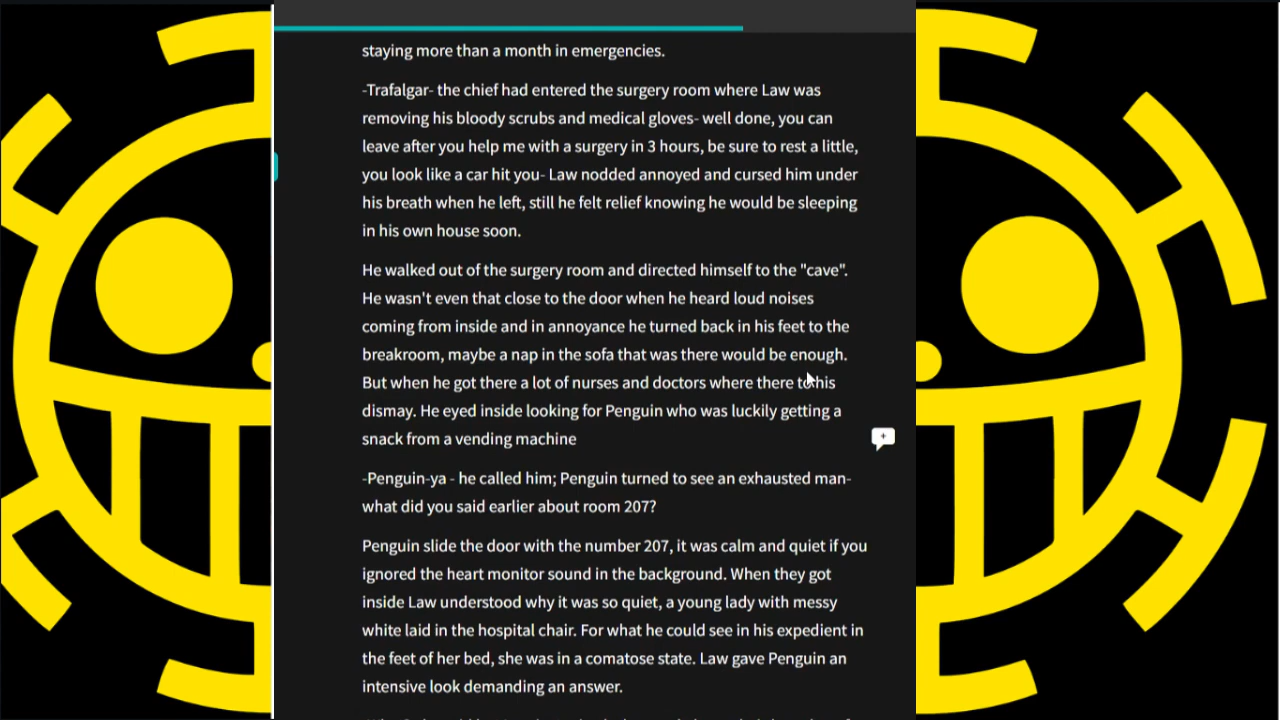 staying more than a month in emergencies.
-Trafalgar- the chief had entered the surgery room where Law was
removing his bloody scrubs and medical gloves- well done, you can
leave after you help me with a surgery in 3 hours, be sure to rest a little,
you look like a car hit you- Law nodded annoyed and cursed him under
his breath when he left, still he felt relief knowing he would be sleeping
in his own house soon.
He walked out of the surgery room and directed himself to the "cave".
He wasn't even that close to the door when he heard loud noises
coming from inside and in annoyance he turned back in his feet to the
breakroom, maybe a nap in the sofa that was there would be enough.
But when he got there a lot of nurses and doctors where there to his
dismay. He eyed inside looking for Penguin who was luckily getting a
snack from a vending machine
-Penguin-ya - he called him; Penguin turned to see an exhausted man-
what did you said earlier about room 207?
Penguin slide the door with the number 207, it was calm and quiet if you
ignored the heart monitor sound in the background. When they got
inside Law understood why it was so quiet, a young lady with messy
white laid in the hospital chair. For what he could see in his expedient in
the feet of her bed, she was in a comatose state. Law gave Penguin an
intensive look demanding an answer.